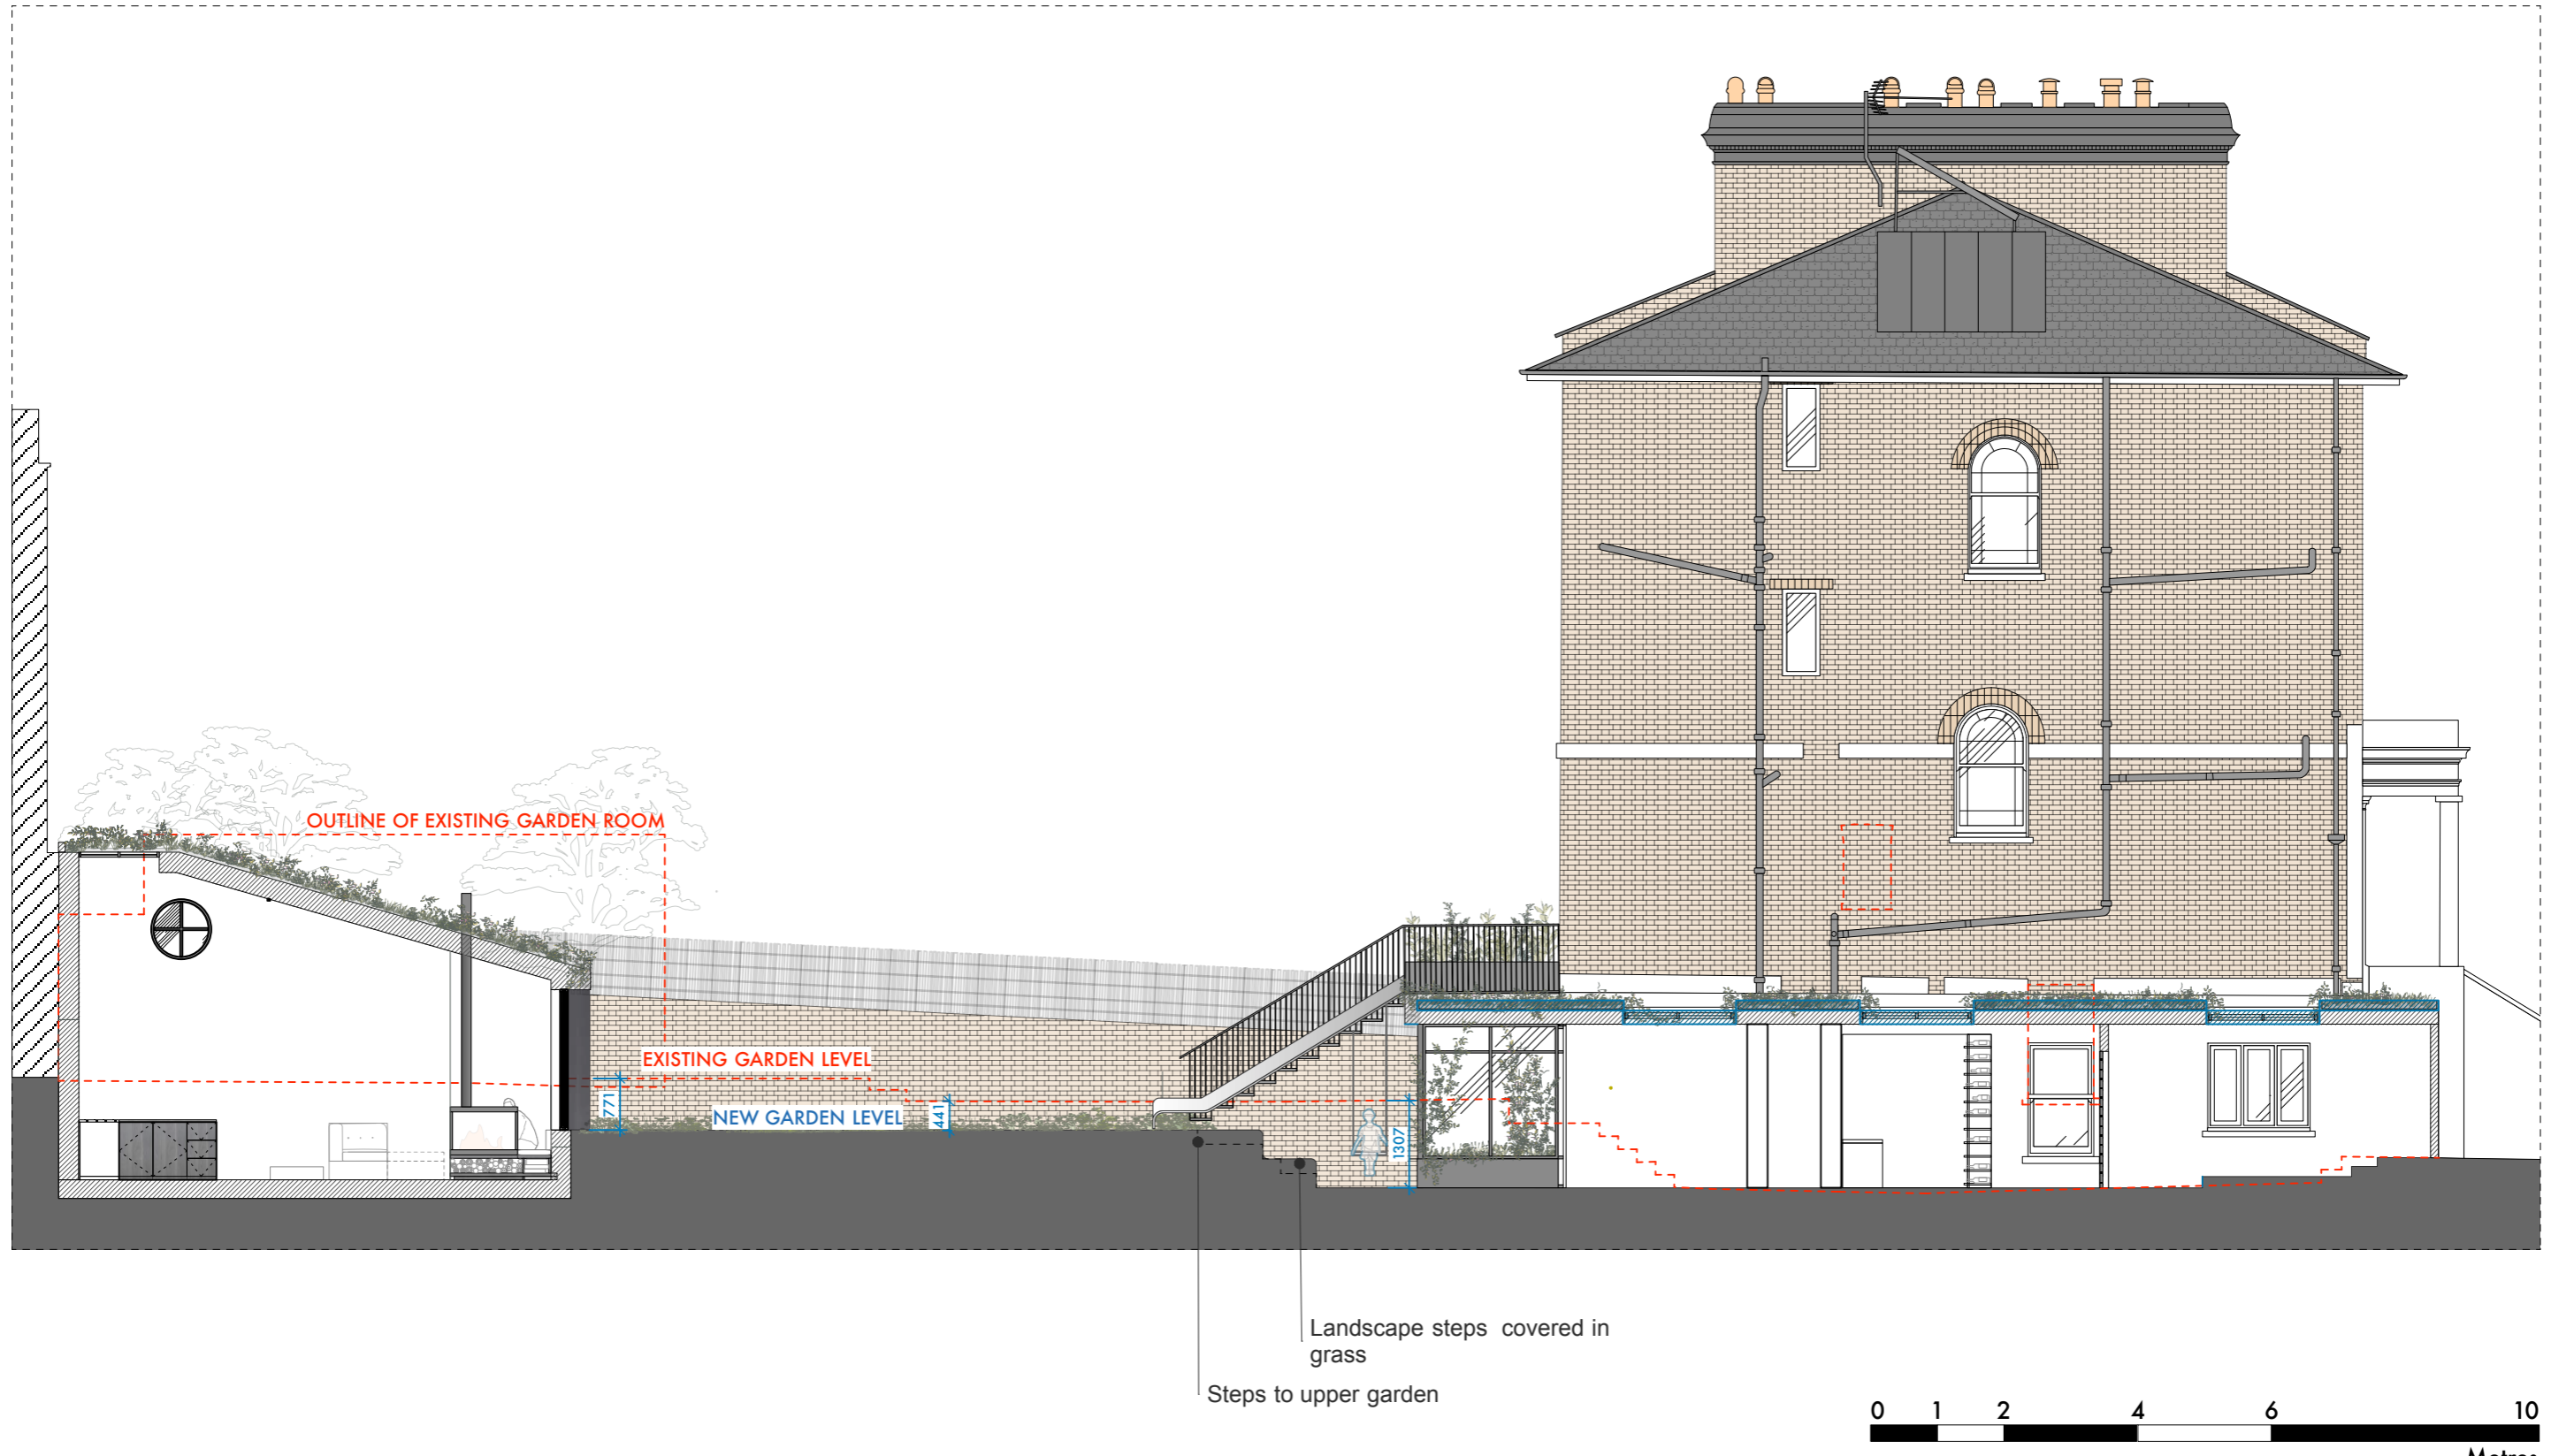 OUTLINE OF EXISTING GARDEN ROOM
EXISTING GARDEN LEVEL
771
NEW GARDEN LEVEL
441
1307
Landscape steps covered in
grass
Steps to upper garden
0 1 2 4 6 10
Metres